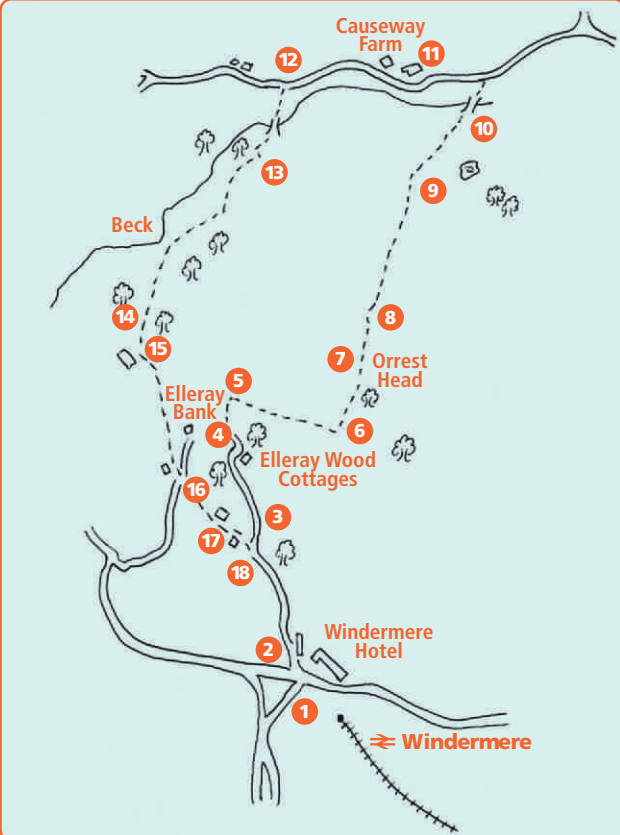 Causeway
Farm
12
11
10
13
9
Beck
14
8
15
7
Orrest
Head
5
Elleray
Bank
4
6
Elleray Wood
Cottages
16
3
17
18
2
Windermere
Hotel
1
Windermere